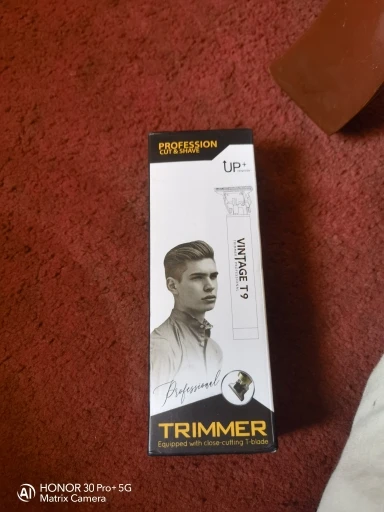 PROFESSION
CUT & SHAVE
UP+
VINTAGE T9
Professional
TRIMMER
Equipped with close-cutting T-blade
HONOR 30 Pro+ 5G
Matrix Camera